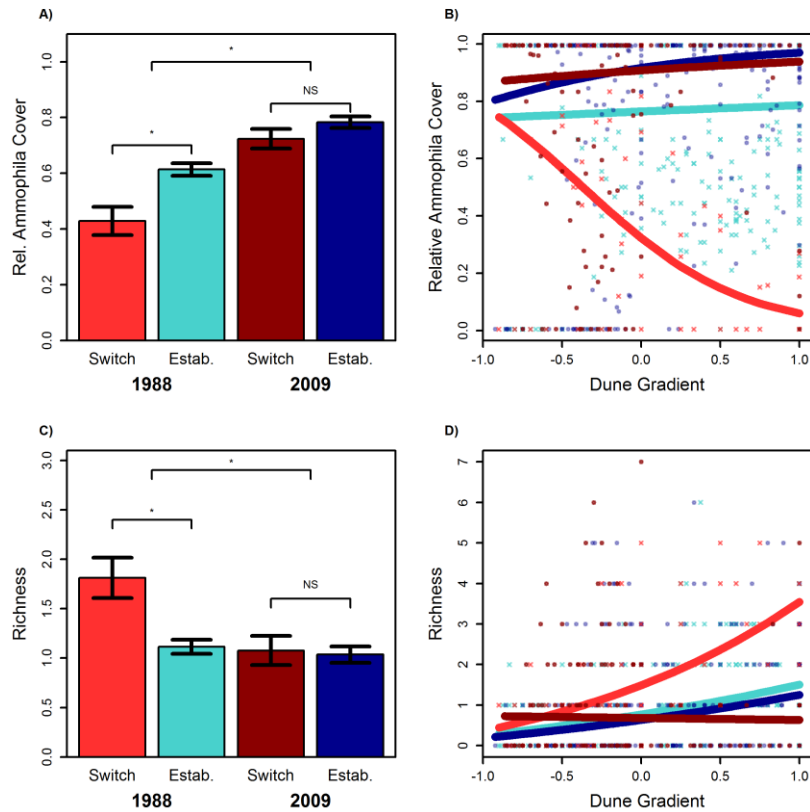 A)
Rel. Ammophila Cover
1.0
0.8
0.6
0.4
0.2
0.0
*
*
NS
Switch Estab. Switch Estab.
1988 2009
B)
Relative Ammophila Cover
1.0
0.8
0.6
0.4
0.2
0.0
-1.0 -0.5 0.0 0.5 1.0
Dune Gradient
C)
Richness
3.0
2.5
2.0
1.5
1.0
0.5
0.0
*
*
NS
Switch Estab. Switch Estab.
1988 2009
D)
Richness
7
6
5
4
3
2
1
0
-1.0 -0.5 0.0 0.5 1.0
Dune Gradient